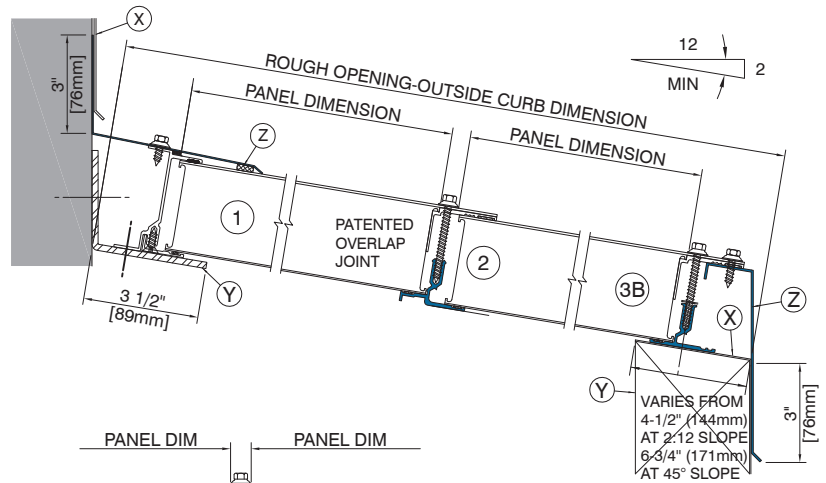 X
3"
[76mm]
ROUGH OPENING-OUTSIDE CURB DIMENSION
PANEL DIMENSION
PANEL DIMENSION
12
2
MIN
Z
1
PATENTED
OVERLAP
JOINT
2
3B
3 1/2"
[89mm]
Y
Z
X
Y
VARIES FROM
4-1/2" (144mm)
AT 2:12 SLOPE
6-3/4" (171mm)
AT 45° SLOPE
3"
[76mm]
PANEL DIM
PANEL DIM